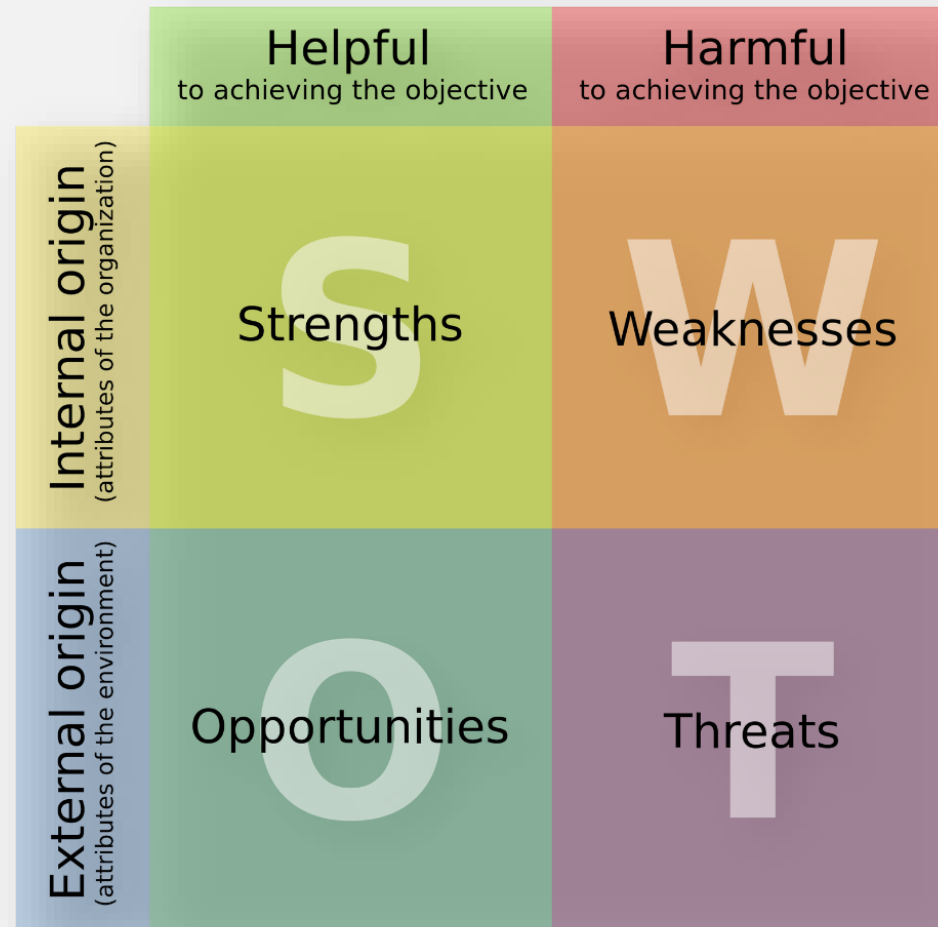 Helpful
to achieving the objective
Harmful
to achieving the objective
Internal origin
(attributes of the organization)
S
Strengths
W
Weaknesses
External origin
(attributes of the environment)
O
Opportunities
T
Threats